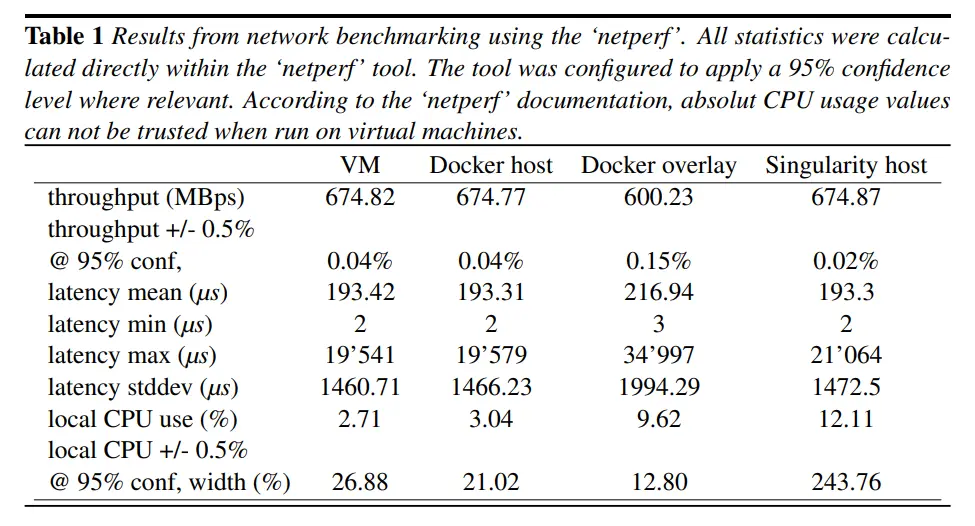 Table 1 Results from network benchmarking using the ‘netperf’. All statistics were calcu-
lated directly within the ‘netperf’ tool. The tool was configured to apply a 95% confidence
level where relevant. According to the ‘netperf’ documentation, absolut CPU usage values
can not be trusted when run on virtual machines.
VM Docker host Docker overlay Singularity host
throughput (MBps) 674.82 674.77 600.23 674.87
throughput +/- 0.5%
@ 95% conf, 0.04% 0.04% 0.15% 0.02%
latency mean (μs) 193.42 193.31 216.94 193.3
latency min (μs) 2 2 3 2
latency max (μs) 19’541 19’579 34’997 21’064
latency stddev (μs) 1460.71 1466.23 1994.29 1472.5
local CPU use (%) 2.71 3.04 9.62 12.11
local CPU +/- 0.5%
@ 95% conf, width (%) 26.88 21.02 12.80 243.76